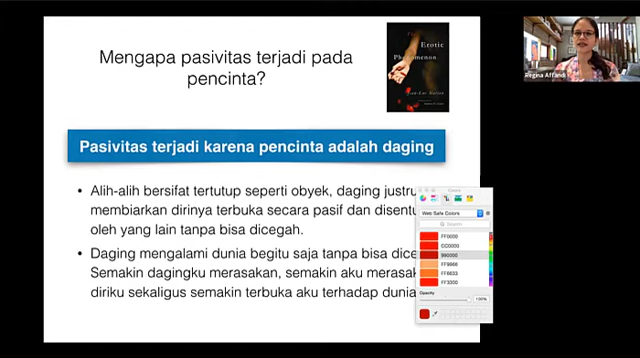 Mengapa pasivitas terjadi pada
pencinta?
Erotic
Phenomenon
Regina Affandi
Pasivitas terjadi karena pencinta adalah daging
• Alih-alih bersifat tertutup seperti obyek, daging justru
membiarkan dirinya terbuka secara pasif dan disentu
oleh yang lain tanpa bisa dicegah.
• Daging mengalami dunia begitu saja tanpa bisa dice
Semakin dagingku merasakan, semakin aku merasak
diriku sekaligus semakin terbuka aku terhadap dunia
Colors
Web Safe Colors
Search
FF0000
CC0000
990000
FF9966
FF6633
FF3300
Opacity
100%